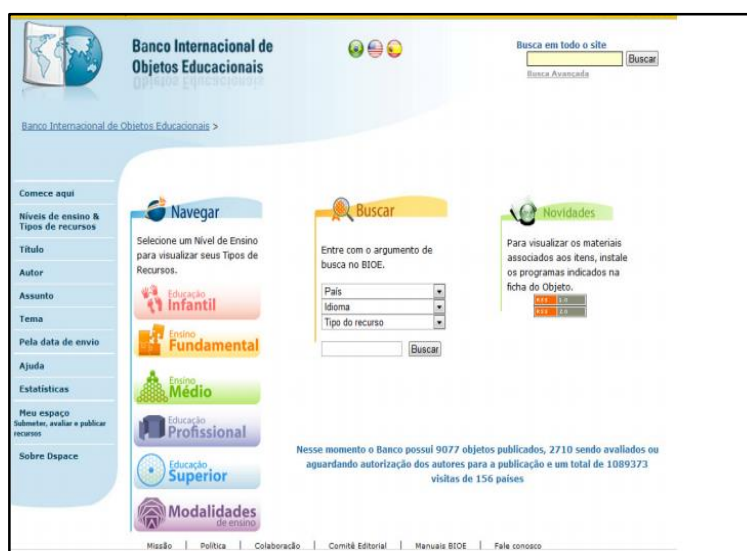 Banco Internacional de
Objetos Educacionais
Busca em todo o site
Buscar
Busca Avançada
Banco Internacional de Objetos Educacionais >
Comece aqui
Níveis de ensino &
Tipos de recursos
Título
Autor
Assunto
Tema
Pela data de envio
Ajuda
Estatísticas
Meu espaço
Submeter, avaliar e publicar
recursos
Sobre Dspace
Navegar
Selecione um Nível de Ensino
para visualizar seus Tipos de
Recursos.
Educação
Infantil
Ensino
Fundamental
Ensino
Médio
Educação
Profissional
Educação
Superior
Modalidades
de ensino
Buscar
Entre com o argumento de
busca no BIOE.
País
Idioma
Tipo do recurso
Buscar
Novidades
Para visualizar os materiais
associados aos itens, instale
os programas indicados na
ficha do Objeto.
RSS 1.0
RSS 2.0
Nesse momento o Banco possui 9077 objetos publicados, 2710 sendo avaliados ou
aguardando autorização dos autores para a publicação e um total de 1089373
visitas de 156 países
Missão | Política | Colaboração | Comitê Editorial | Manuais BIOE | Fale conosco